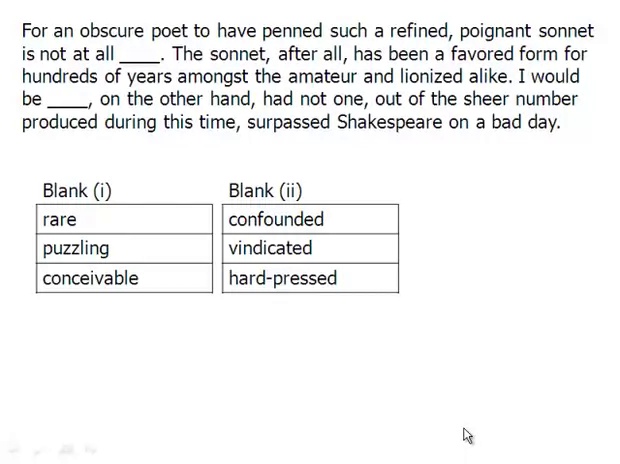 For an obscure poet to have penned such a refined, poignant sonnet
is not at all ____. The sonnet, after all, has been a favored form for
hundreds of years amongst the amateur and lionized alike. I would
be ____, on the other hand, had not one, out of the sheer number
produced during this time, surpassed Shakespeare on a bad day.
Blank (i) Blank (ii)
rare confounded
puzzling vindicated
conceivable hard-pressed